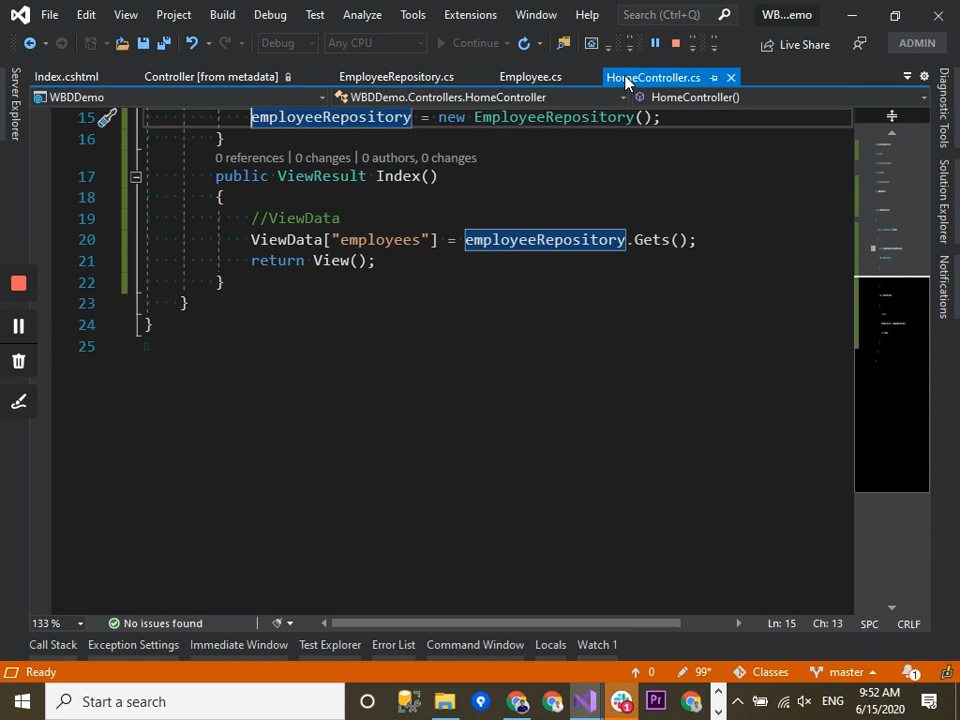 File Edit View Project Build Debug Test Analyze Tools Extensions Window Help Search (Ctrl+Q) WB...emo
Debug Any CPU Continue Live Share ADMIN
Index.cshtml Controller [from metadata] EmployeeRepository.cs Employee.cs HomeController.cs
WBDDemo WBDDemo.Controllers.HomeController HomeController()
Server Explorer
Diagnostic Tools
Solution Explorer
Notifications
15 employeeRepository = new EmployeeRepository();
16 }
0 references | 0 changes | 0 authors, 0 changes
17 public ViewResult Index()
18 {
19 //ViewData
20 ViewData["employees"] = employeeRepository.Gets();
21 return View();
22 }
23 }
24 }
25
133 % No issues found Ln: 15 Ch: 13 SPC CRLF
Call Stack Exception Settings Immediate Window Test Explorer Error List Command Window Locals Watch 1
Ready 0 99* Classes master 1
Start a search Pr ENG 9:52 AM
6/15/2020